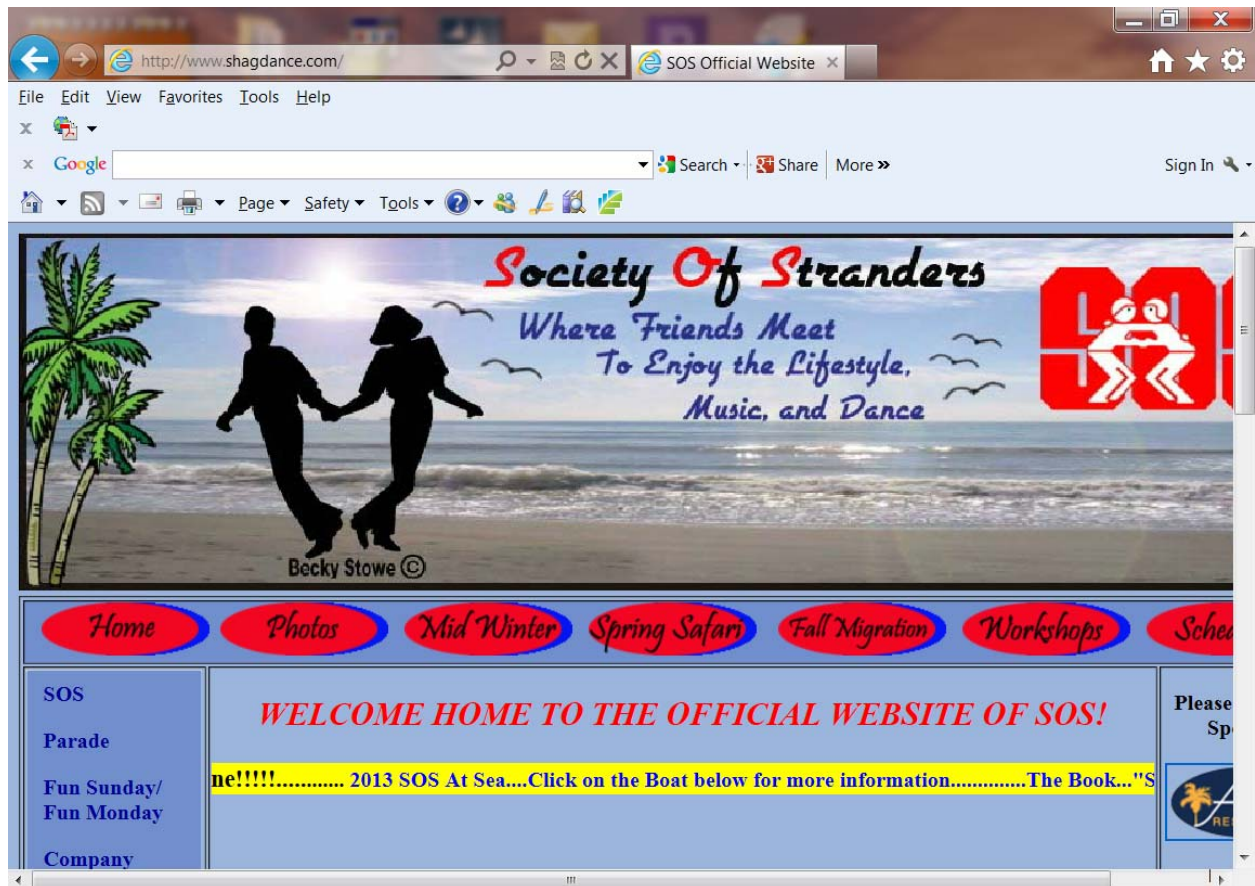 http://www.shagdance.com/
SOS Official Website
File Edit View Favorites Tools Help
Google Search Share More » Sign In
Page Safety Tools
Society Of Stranders
Where Friends Meet
To Enjoy the Lifestyle,
Music, and Dance
SOS
Becky Stowe ©
Home Photos Mid Winter Spring Safari Fall Migration Workshops
SOS
Parade
Fun Sunday/
Fun Monday
Company
WELCOME HOME TO THE OFFICIAL WEBSITE OF SOS!
ne!!!!!............ 2013 SOS At Sea....Click on the Boat below for more information..............The Book..."S
Please